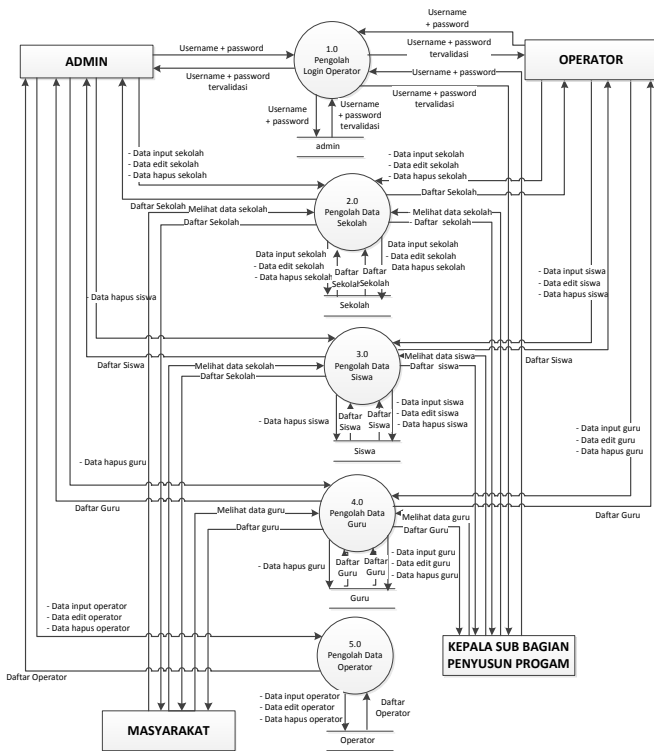 Username
+ password
1.0
Pengolah
Login Operator
ADMIN
Username + password
Username + password
tervalidasi
OPERATOR
Username + password
tervalidasi
Username + password
Username + password
tervalidasi
Username
+ password
Username
+ password
tervalidasi
admin
- Data input sekolah
- Data edit sekolah
- Data hapus sekolah
- Data input sekolah
- Data edit sekolah
- Data hapus sekolah
Daftar Sekolah
2.0
Pengolah Data
Sekolah
Daftar Sekolah
Melihat data sekolah
Daftar Sekolah
Melihat data sekolah
- Daftar sekolah
Data input sekolah
- Data edit sekolah
- Data hapus sekolah
Daftar
Sekolah
Daftar
Sekolah
Data input sekolah
- Data edit sekolah
Data hapus sekolah
Sekolah
- Data hapus siswa
- Data input siswa
- Data edit siswa
- Data hapus siswa
3.0
Pengolah Data
Siswa
Daftar Siswa
Melihat data sekolah
Daftar Sekolah
Melihat data siswa
Daftar siswa
Daftar Siswa
- Data hapus siswa
Daftar
Siswa
Daftar
Siswa
- Data input siswa
- Data edit siswa
- Data hapus siswa
Siswa
- Data hapus guru
- Data input guru
- Data edit guru
- Data hapus guru
4.0
Pengolah Data
Guru
Daftar Guru
Melihat data guru
Daftar guru
Melihat data guru
Daftar Guru
Daftar Guru
- Data hapus guru
Daftar
Guru
Daftar
Guru
- Data input guru
- Data edit guru
- Data hapus guru
Guru
- Data input operator
- Data edit operator
- Data hapus operator
5.0
Pengolah Data
Operator
KEPALA SUB BAGIAN
PENYUSUN PROGAM
Daftar Operator
- Data input operator
- Data edit operator
- Data hapus operator
Daftar
Operator
Operator
MASYARAKAT